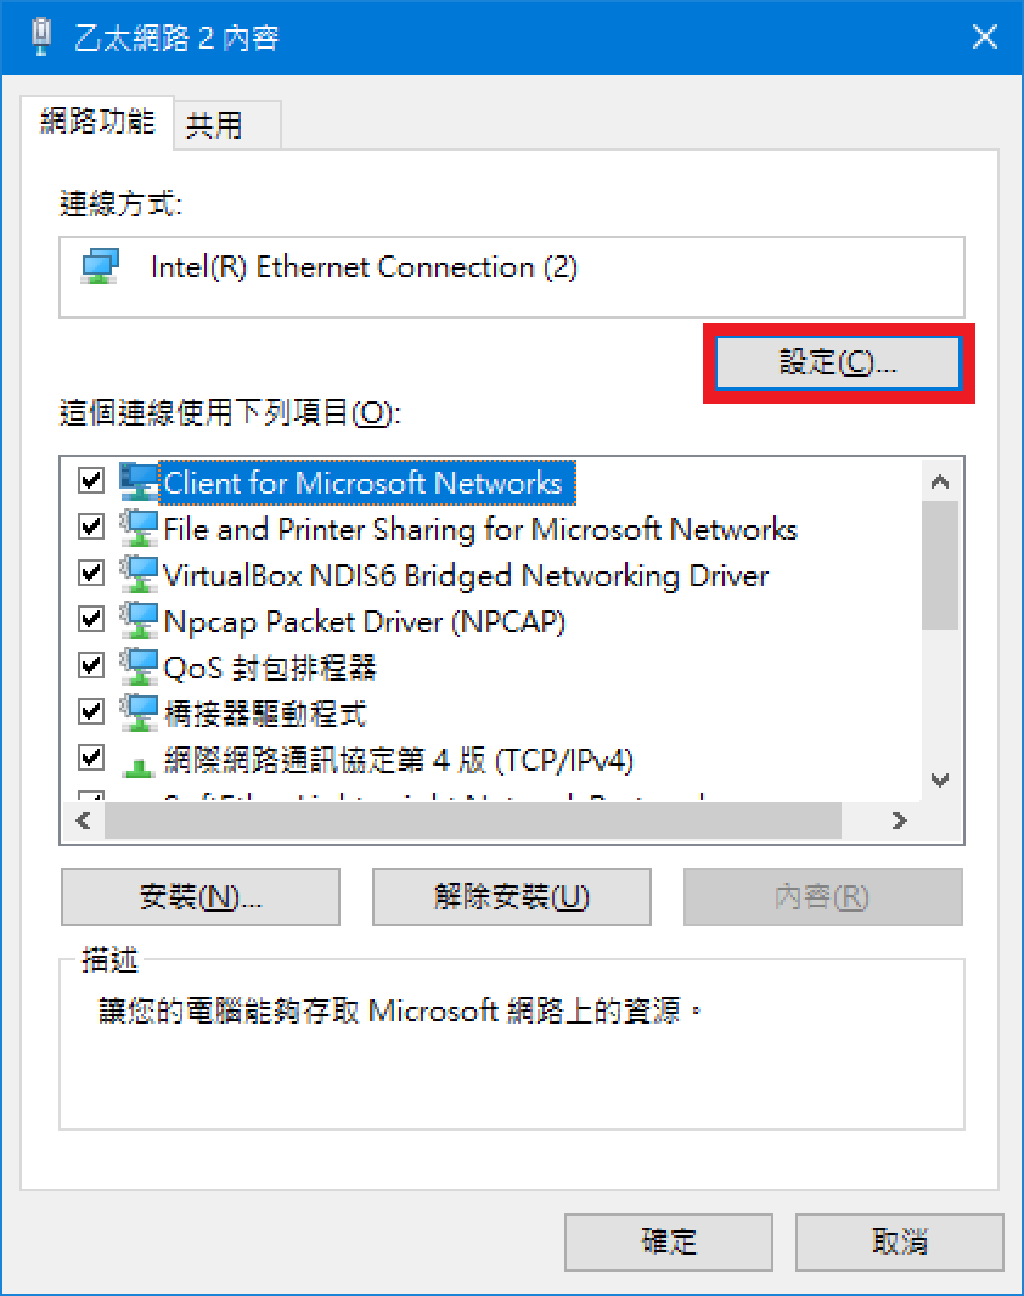 乙太網路 2 內容
網路功能
共用
連線方式:
Intel(R) Ethernet Connection (2)
設定(C)...
這個連線使用下列項目(O):
Client for Microsoft Networks
File and Printer Sharing for Microsoft Networks
VirtualBox NDIS6 Bridged Networking Driver
Npcap Packet Driver (NPCAP)
QoS 封包排程器
橋接器驅動程式
網際網路通訊協定第 4 版 (TCP/IPv4)
安裝(N)...
解除安裝(U)
內容(R)
描述
讓您的電腦能夠存取 Microsoft 網路上的資源。
確定
取消